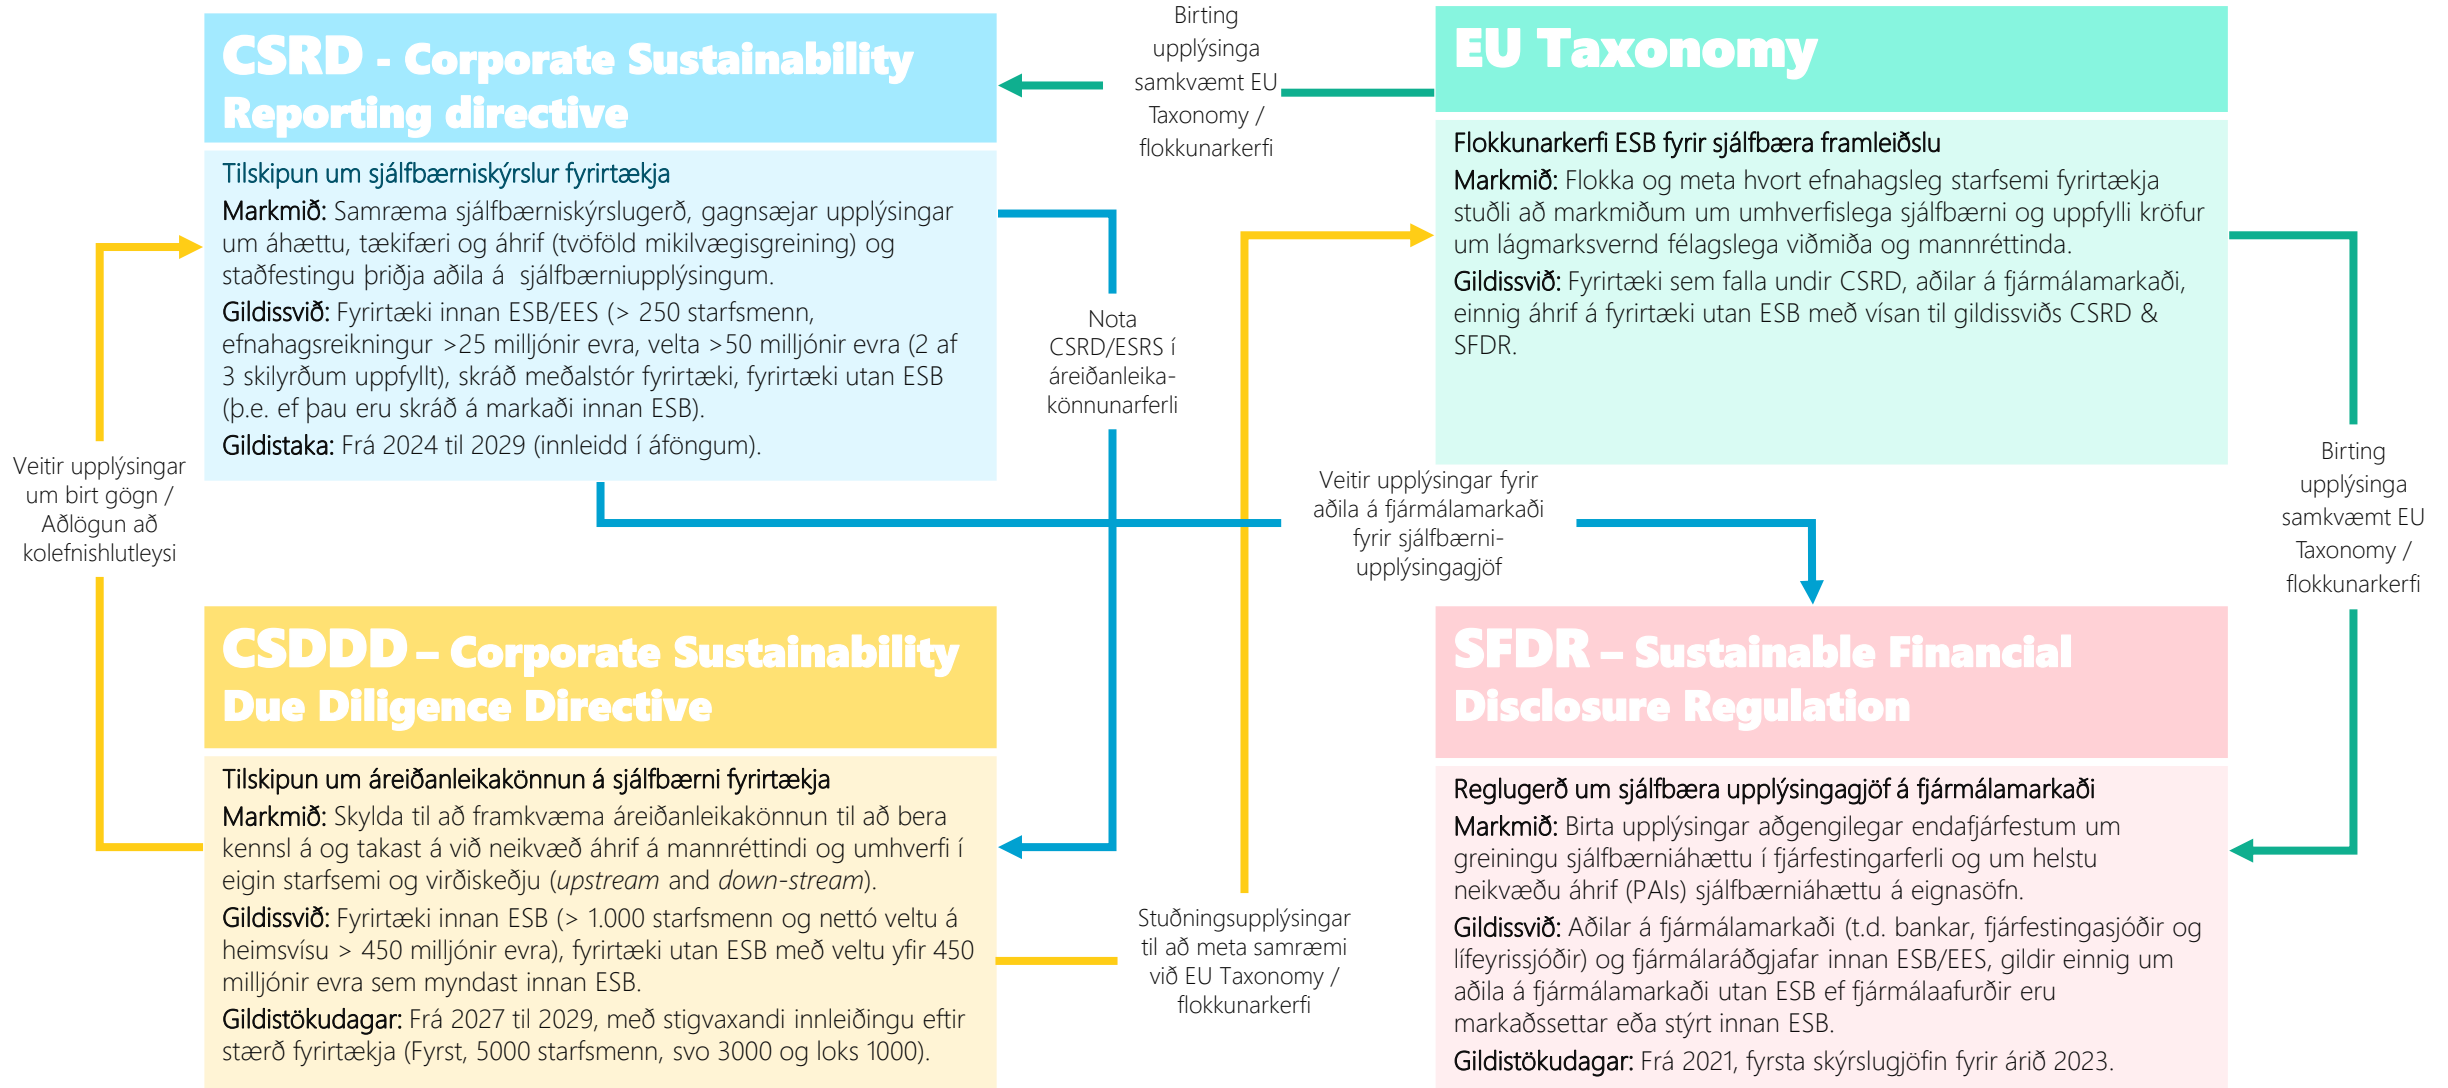 CSRD - Corporate Sustainability
Reporting directive
Tilskipun um sjálfbærniskýrslur fyrirtækja
Markmið: Samræma sjálfbærniskýrslugerð, gagnsæjar upplýsingar
um áhættu, tækifæri og áhrif (tvöföld mikilvægisgreining) og
staðfestingu þriðja aðila á sjálfbærniupplýsingum.
Gildissvið: Fyrirtæki innan ESB/EES (> 250 starfsmenn,
efnahagsreikningur >25 milljónir evra, velta >50 milljónir evra (2 af
3 skilyrðum uppfyllt), skráð meðalstór fyrirtæki, fyrirtæki utan ESB
(þ.e. ef þau eru skráð á markaði innan ESB).
Gildistaka: Frá 2024 til 2029 (innleidd í áföngum).
Birting
upplýsinga
samkvæmt EU
Taxonomy /
flokkunarkerfi
EU Taxonomy
Flokkunarkerfi ESB fyrir sjálfbæra framleiðslu
Markmið: Flokka og meta hvort efnahagsleg starfsemi fyrirtækja
stuðli að markmiðum um umhverfislega sjálfbærni og uppfylli kröfur
um lágmarksvernd félagslega viðmiða og mannréttinda.
Gildissvið: Fyrirtæki sem falla undir CSRD, aðilar á fjármálamarkaði,
einnig áhrif á fyrirtæki utan ESB með vísan til gildissviðs CSRD &
SFDR.
Nota
CSRD/ESRS í
áreiðanleika-
könnunarferli
Veitir upplýsingar
um birt gögn /
Aðlögun að
kolefnishlutleysi
Veitir upplýsingar fyrir
aðila á fjármálamarkaði
fyrir sjálfbærni-
upplýsingagjöf
Birting
upplýsinga
samkvæmt EU
Taxonomy /
flokkunarkerfi
CSDDD – Corporate Sustainability
Due Diligence Directive
Tilskipun um áreiðanleikakönnun á sjálfbærni fyrirtækja
Markmið: Skylda til að framkvæma áreiðanleikakönnun til að bera
kennsl á og takast á við neikvæð áhrif á mannréttindi og umhverfi í
eigin starfsemi og virðiskeðju (upstream and down-stream).
Gildissvið: Fyrirtæki innan ESB (> 1.000 starfsmenn og nettó veltu á
heimsvísu > 450 milljónir evra), fyrirtæki utan ESB með veltu yfir 450
milljónir evra sem myndast innan ESB.
Gildistökudagar: Frá 2027 til 2029, með stigvaxandi innleiðingu eftir
stærð fyrirtækja (Fyrst, 5000 starfsmenn, svo 3000 og loks 1000).
Stuðningsupplýsingar
til að meta samræmi
við EU Taxonomy /
flokkunarkerfi
SFDR – Sustainable Financial
Disclosure Regulation
Reglugerð um sjálfbæra upplýsingagjöf á fjármálamarkaði
Markmið: Birta upplýsingar aðgengilegar endafjárfestum um
greiningu sjálfbærniáhættu í fjárfestingarferli og um helstu
neikvæðu áhrif (PAIs) sjálfbærniáhættu á eignasöfn.
Gildissvið: Aðilar á fjármálamarkaði (t.d. bankar, fjárfestingasjóðir og
lífeyrissjóðir) og fjármálaráðgjafar innan ESB/EES, gildir einnig um
aðila á fjármálamarkaði utan ESB ef fjármálaafurðir eru
markaðssettar eða stýrt innan ESB.
Gildistökudagar: Frá 2021, fyrsta skýrslugjöfin fyrir árið 2023.